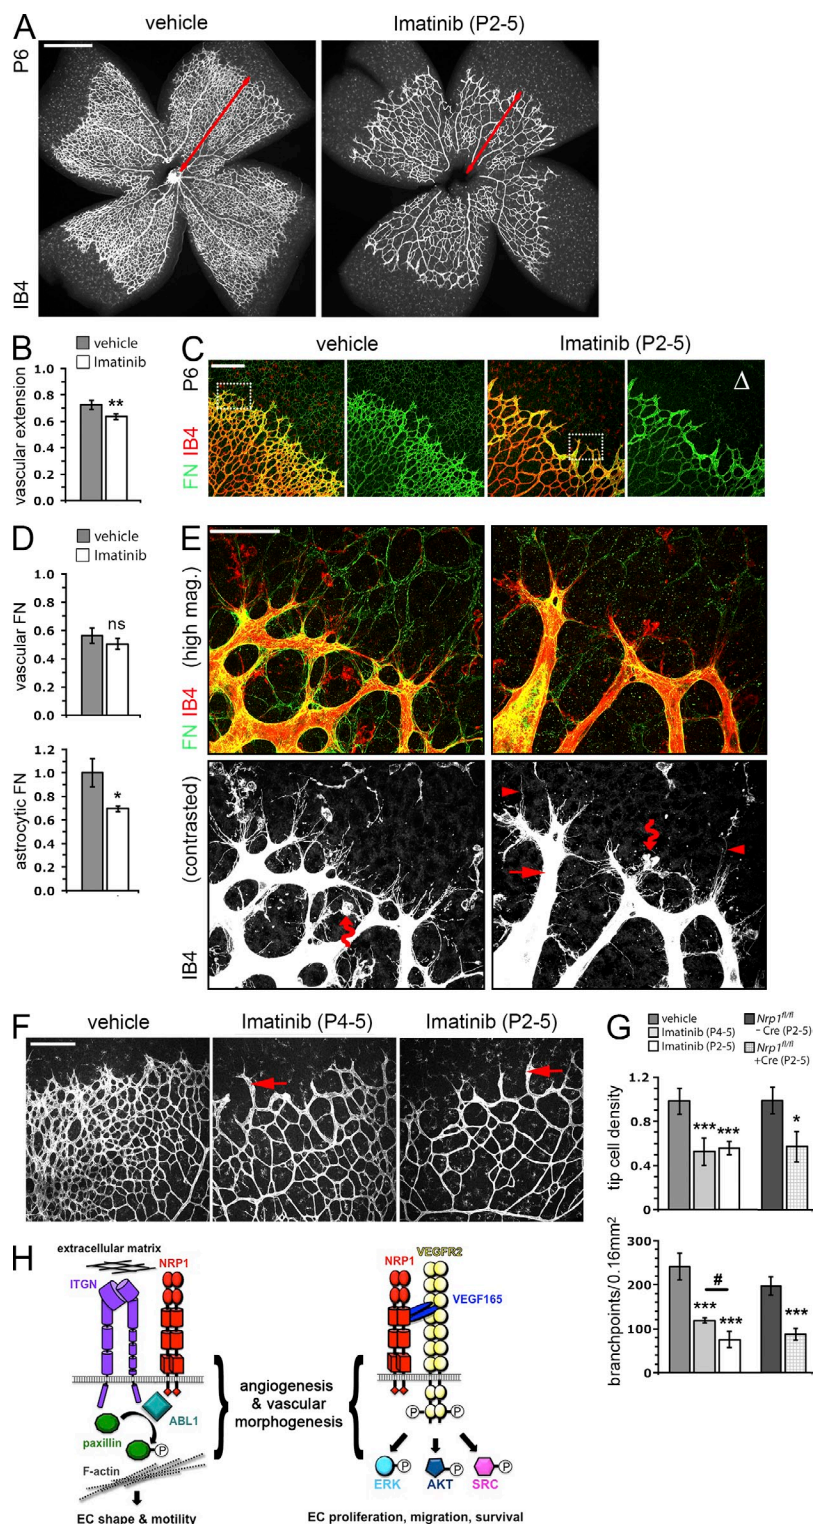 A
vehicle
Imatinib (P2-5)
P6
IB4
B
vehicle
Imatinib
vascular extension
1.0
0.8
0.6
0.4
0.2
0.0
**
C
vehicle
Imatinib (P2-5)
P6
FN IB4
Δ
D
vehicle
Imatinib
vascular FN
1.0
0.8
0.6
0.4
0.2
0.0
ns
astrocytic FN
1.2
1.0
0.8
0.6
0.4
0.2
0.0
*
E
FN IB4 (high mag.)
IB4 (contrasted)
F
vehicle
Imatinib (P4-5)
Imatinib (P2-5)
G
vehicle
Imatinib (P4-5)
Imatinib (P2-5)
Nrp1fl/fl
– Cre (P2-5)
Nrp1fl/fl
+Cre (P2-5)
tip cell density
1.2
0.8
0.4
0
***
***
*
branchpoints/0.16mm²
300
200
100
0
#
***
***
***
H
extracellular matrix
ITGN
NRP1
ABL1
paxillin
P
F-actin
EC shape & motility
angiogenesis
& vascular
morphogenesis
NRP1
VEGFR2
VEGF165
P
P
P
P
P
ERK
AKT
SRC
EC proliferation, migration, survival